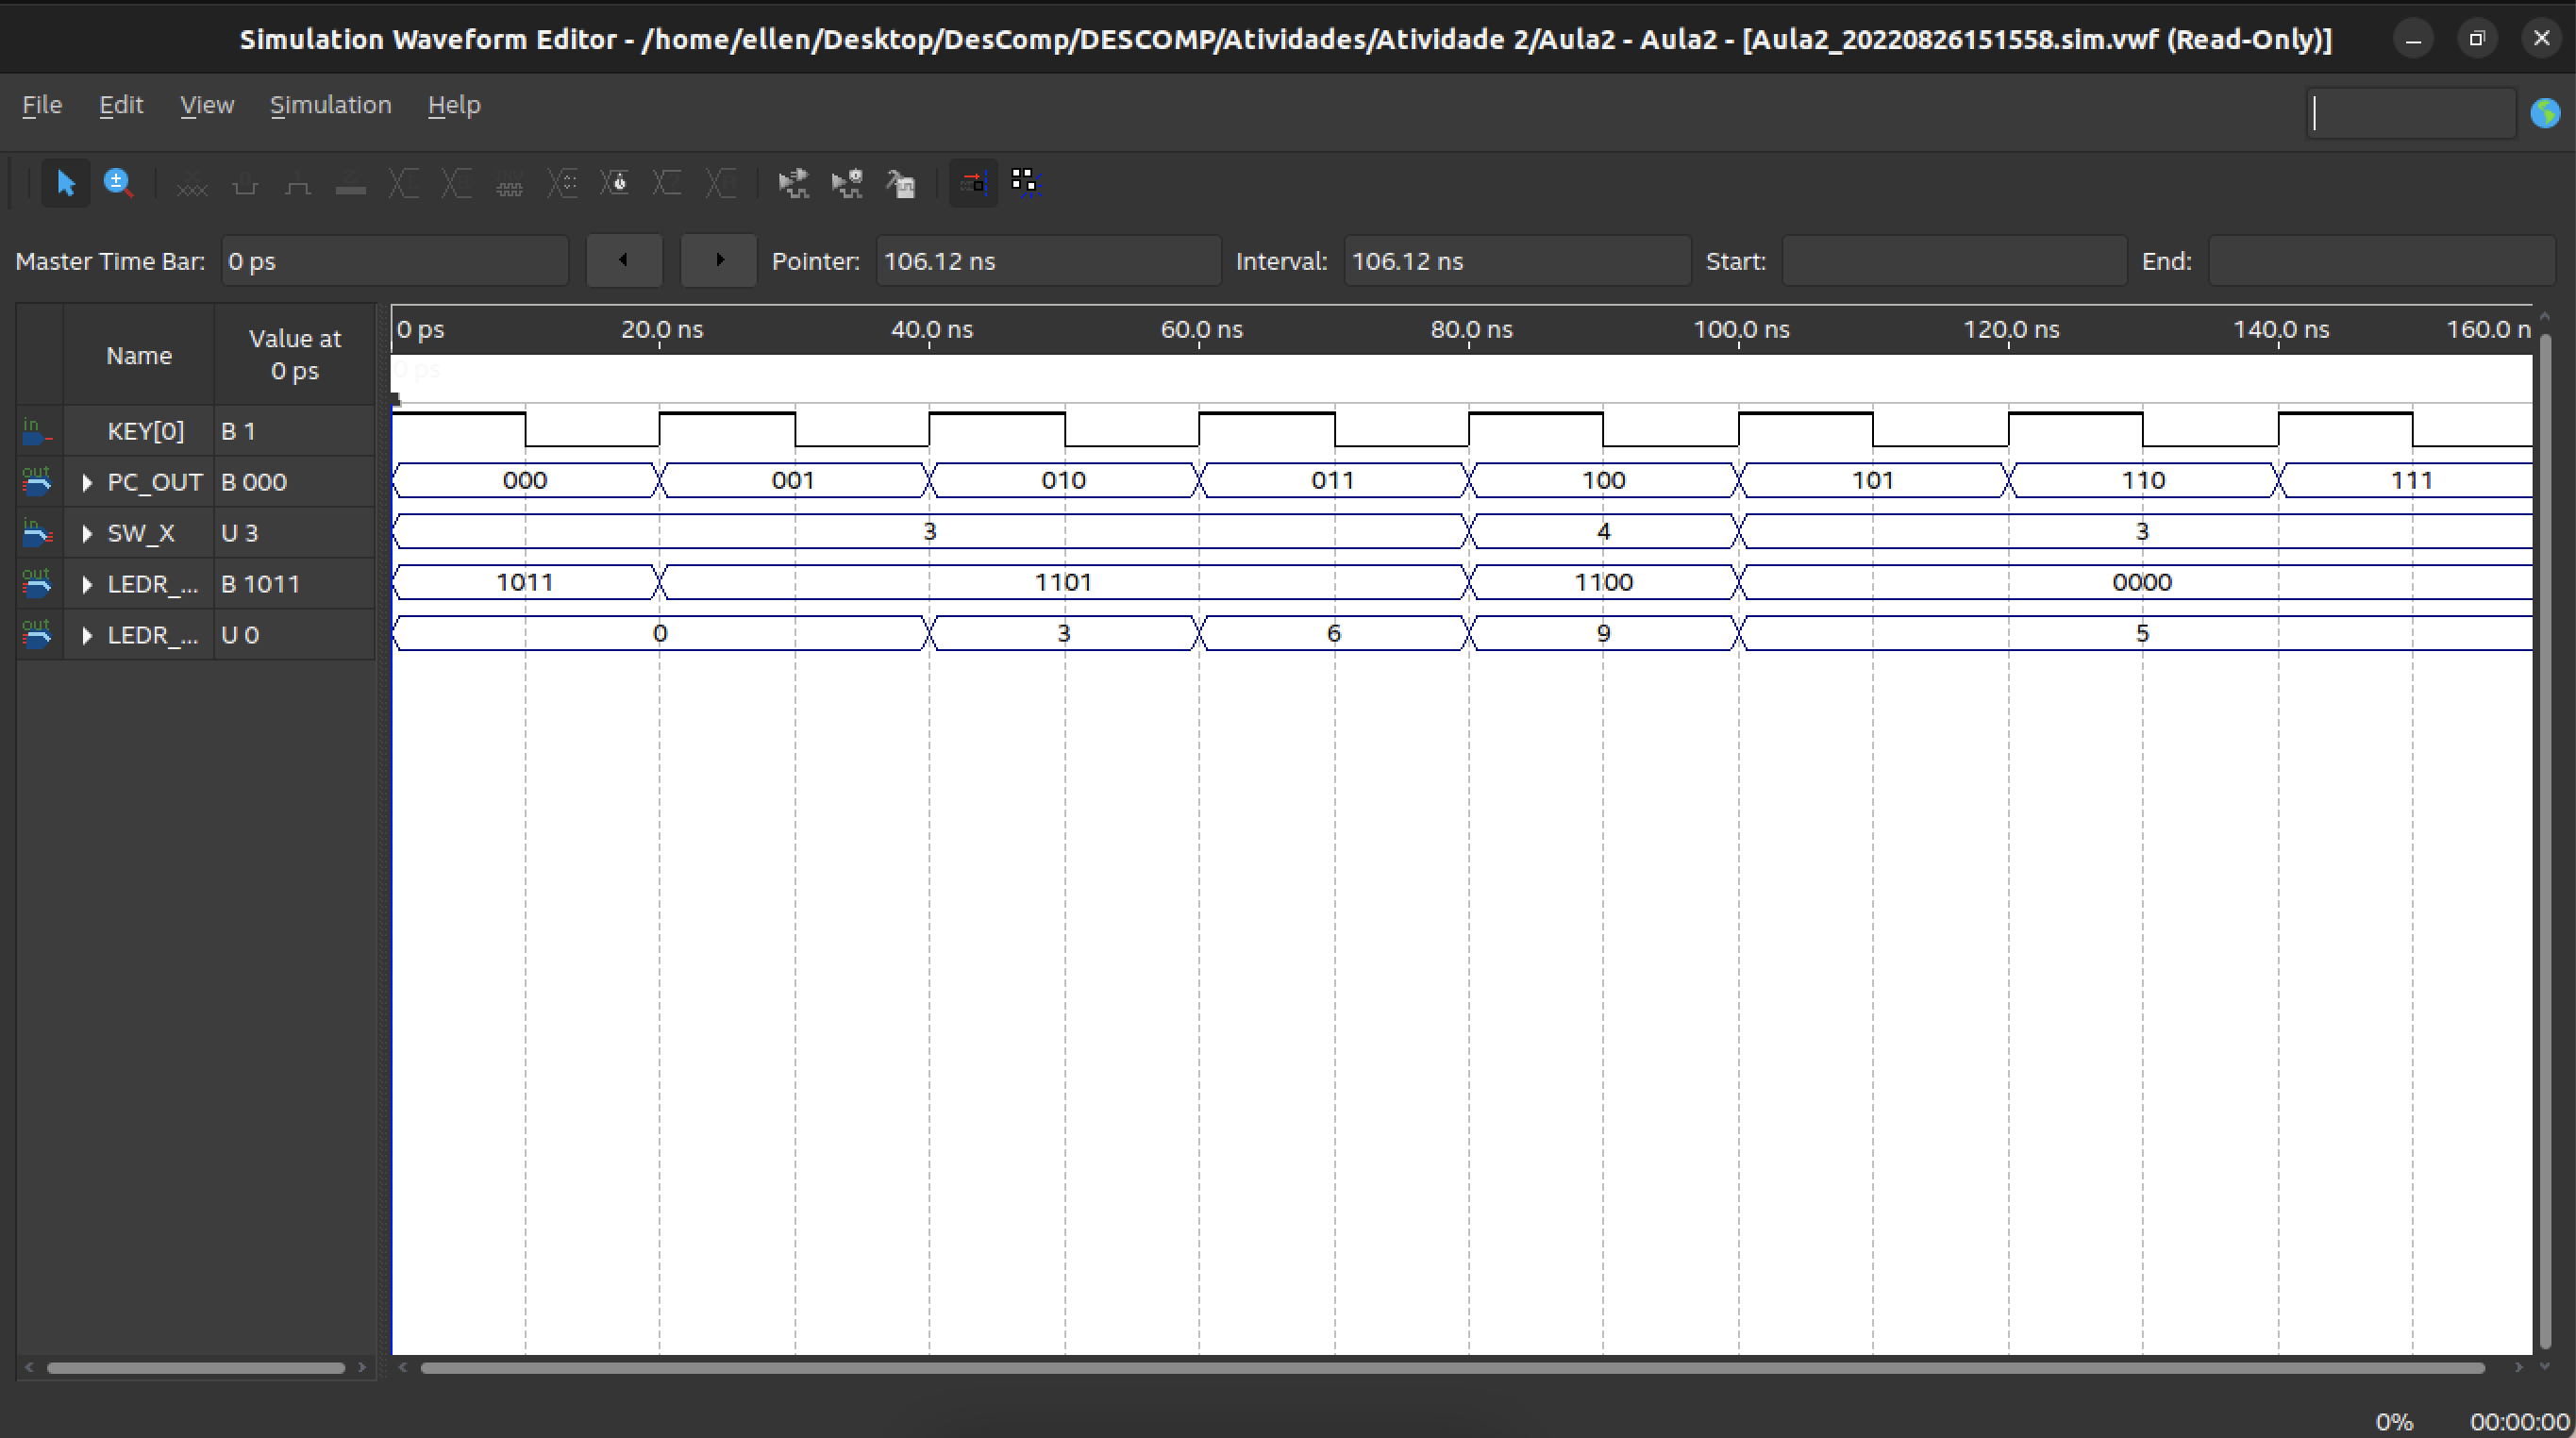 Simulation Waveform Editor - /home/ellen/Desktop/DesComp/DESCOMP/Atividades/Atividade 2/Aula2 - Aula2 - [Aula2_20220826151558.sim.vwf (Read-Only)]
File Edit View Simulation Help
Master Time Bar: 0 ps Pointer: 106.12 ns Interval: 106.12 ns Start: End:
Name Value at 0 ps 0 ps 20.0 ns 40.0 ns 60.0 ns 80.0 ns 100.0 ns 120.0 ns 140.0 ns 160.0 n
0 ps
in KEY[0] B 1
out PC_OUT B 000 000 001 010 011 100 101 110 111
in SW_X U 3 3 4 3
out LEDR_... B 1011 1011 1101 1100 0000
out LEDR_... U 0 0 3 6 9 5
0% 00:00:00